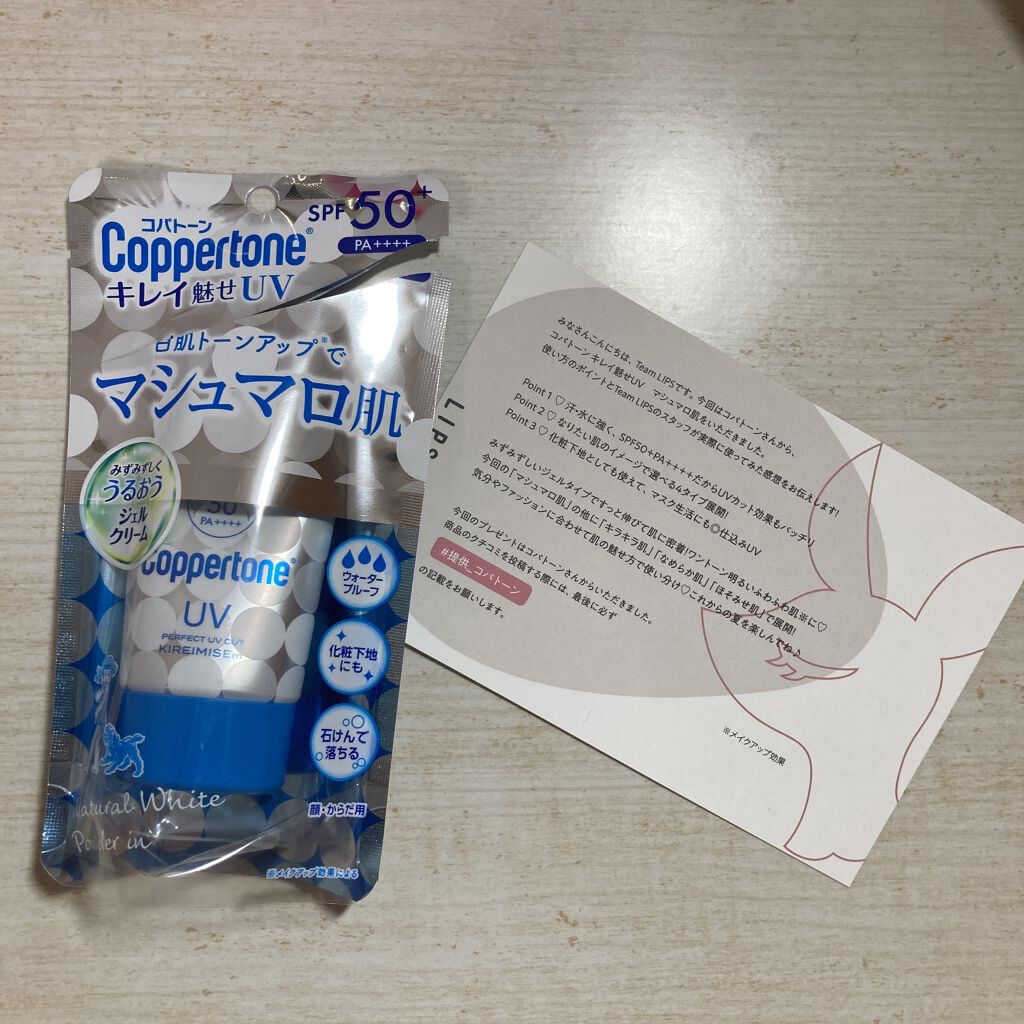 コパトーン
Coppertone®
キレイ魅せUV
SPF50+
PA++++
白肌トーンアップ※で
マシュマロ肌
みずみずしく
うるおう
ジェル
クリーム
50
PA++++
Coppertone®
UV
PERFECT UV CUT
KIREIMISE
ウォーター
プルーフ
化粧下地
にも
石けんで
落ちる
Natural White
Powder in
顔・からだ用
※メイクアップ効果による
LIPS
みなさんこんにちは、Team LIPSです。今回はコパトーンさんから、
コパトーンキレイ魅せUV マシュマロ肌をいただきました。
使い方のポイントとTeam LIPSのスタッフが実際に使ってみた感想をお伝えします!
Point 1 ♡ 汗・水に強く、SPF50+PA++++だからUVカット効果もバッチリ
Point 2 ♡ なりたい肌のイメージで選べる4タイプ展開!
Point 3 ♡ 化粧下地としても使えて、マスク生活にも◎仕込みUV
みずみずしいジェルタイプですっと伸びて肌に密着!ワントーン明るいふわふわ肌※に♡
今回の「マシュマロ肌」の他に「キラキラ肌」「なめらか肌」「ほそみせ肌」で展開!
気分やファッションに合わせて肌の魅せ方で使い分け♡これからの夏を楽しんでね♪
今回のプレゼントはコパトーンさんからいただきました。
商品のクチコミを投稿する際には、最後に必ず
#提供_コパトーン
の記載をお願いします。
※メイクアップ効果